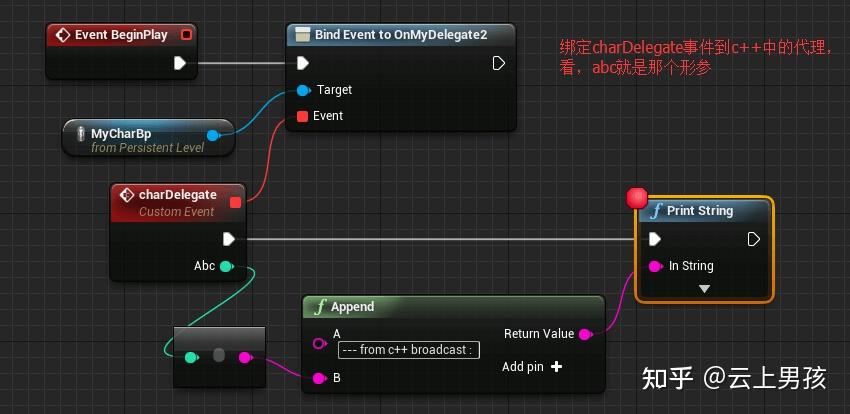 Event BeginPlay
Bind Event to OnMyDelegate2
绑定charDelegate事件到c++中的代理，
看，abc就是那个形参
Target
Event
MyCharBp
from Persistent Level
charDelegate
Custom Event
Abc
Print String
In String
Append
A
--- from c++ broadcast :
Return Value
Add pin +
B
知乎 @云上男孩